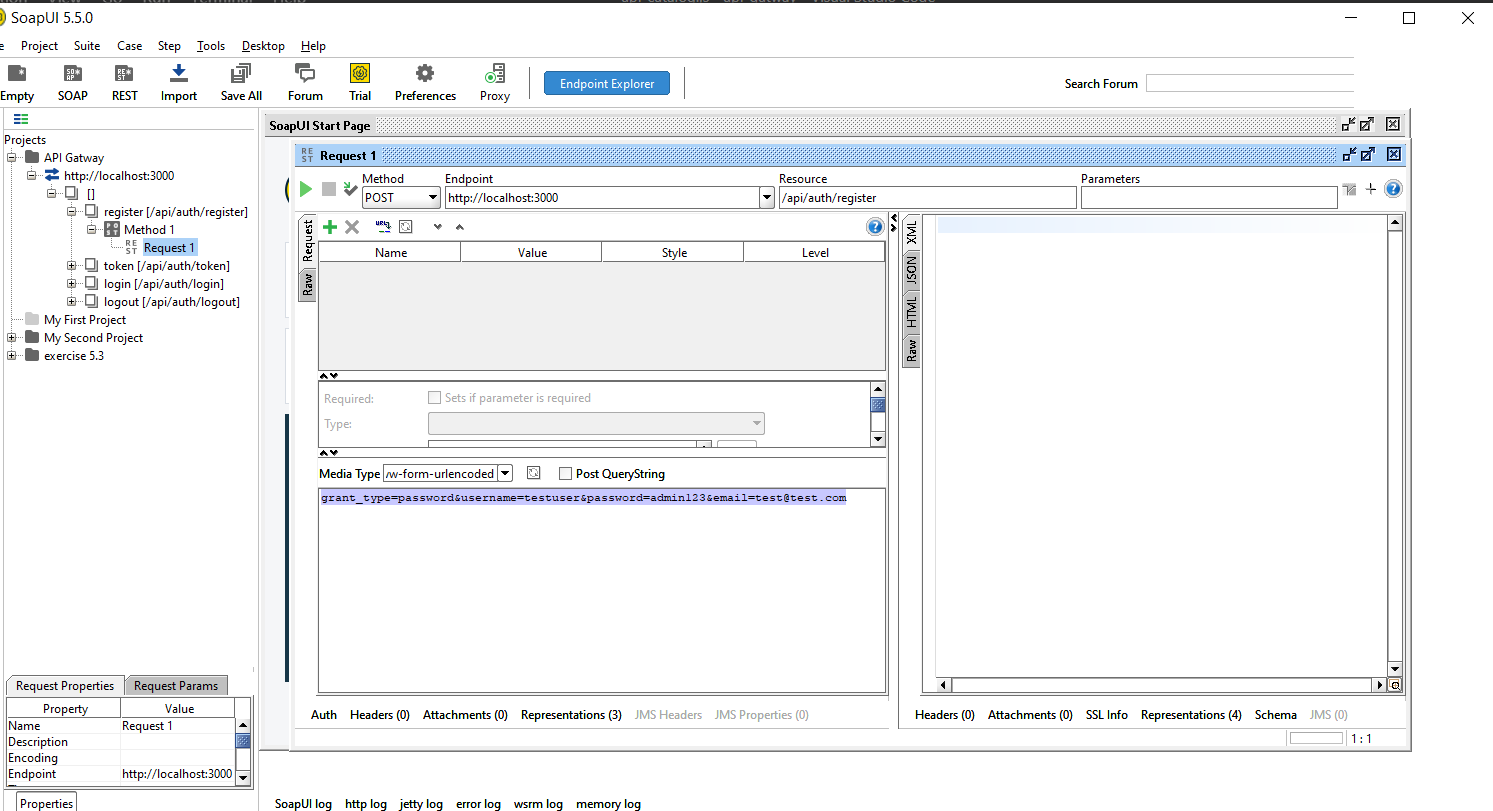 SoapUI 5.5.0
Project Suite Case Step Tools Desktop Help
Empty SOAP REST Import Save All Forum Trial Preferences Proxy Endpoint Explorer Search Forum
Projects
API Gatway
http://localhost:3000
[]
register [/api/auth/register]
Method 1
Request 1
token [/api/auth/token]
login [/api/auth/login]
logout [/api/auth/logout]
My First Project
My Second Project
exercise 5.3
Request Properties Request Params
Property Value
Name Request 1
Description
Encoding
Endpoint http://localhost:3000
Properties
SoapUI Start Page
Request 1
Method Endpoint Resource Parameters
POST http://localhost:3000 /api/auth/register
Request
Raw
Name Value Style Level
Required: Sets if parameter is required
Type:
Media Type /w-form-urlencoded Post QueryString
grant_type=password&username=testuser&password=admin123&email=test@test.com
Auth Headers (0) Attachments (0) Representations (3) JMS Headers JMS Properties (0)
XML
JSON
HTML
Raw
Headers (0) Attachments (0) SSL Info Representations (4) Schema JMS (0)
1 : 1
SoapUI log http log jetty log error log wsrm log memory log